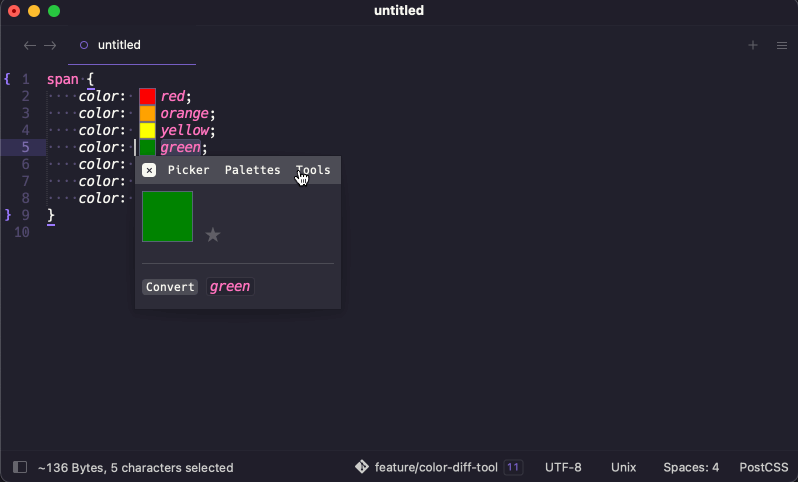 untitled
untitled
{ 1 span {
2 color: red;
3 color: orange;
4 color: yellow;
5 color: green;
6 color:
7 color:
8 color:
} 9 }
10
× Picker Palettes Tools
Convert green
~136 Bytes, 5 characters selected feature/color-diff-tool 11 UTF-8 Unix Spaces: 4 PostCSS